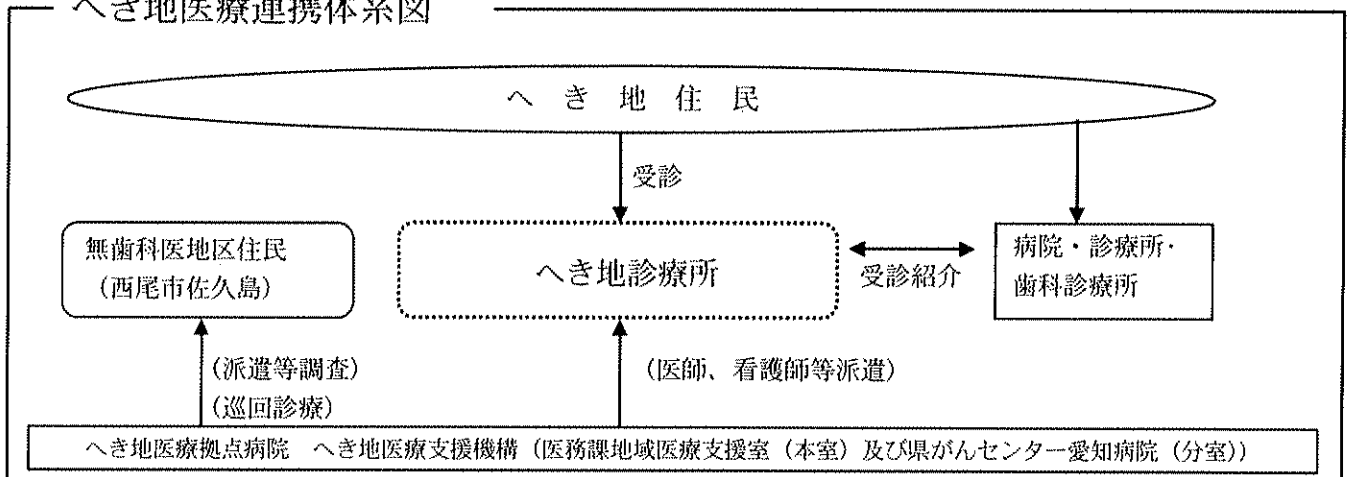 へき地医療連携体系図
へ き 地 住 民
受診
無歯科医地区住民
(西尾市佐久島)
へき地診療所
受診紹介
病院・診療所・
歯科診療所
(派遣等調査)
(巡回診療)
(医師、看護師等派遣)
へき地医療拠点病院 へき地医療支援機構(医務課地域医療支援室(本室)及び県がんセンター愛知病院(分室))